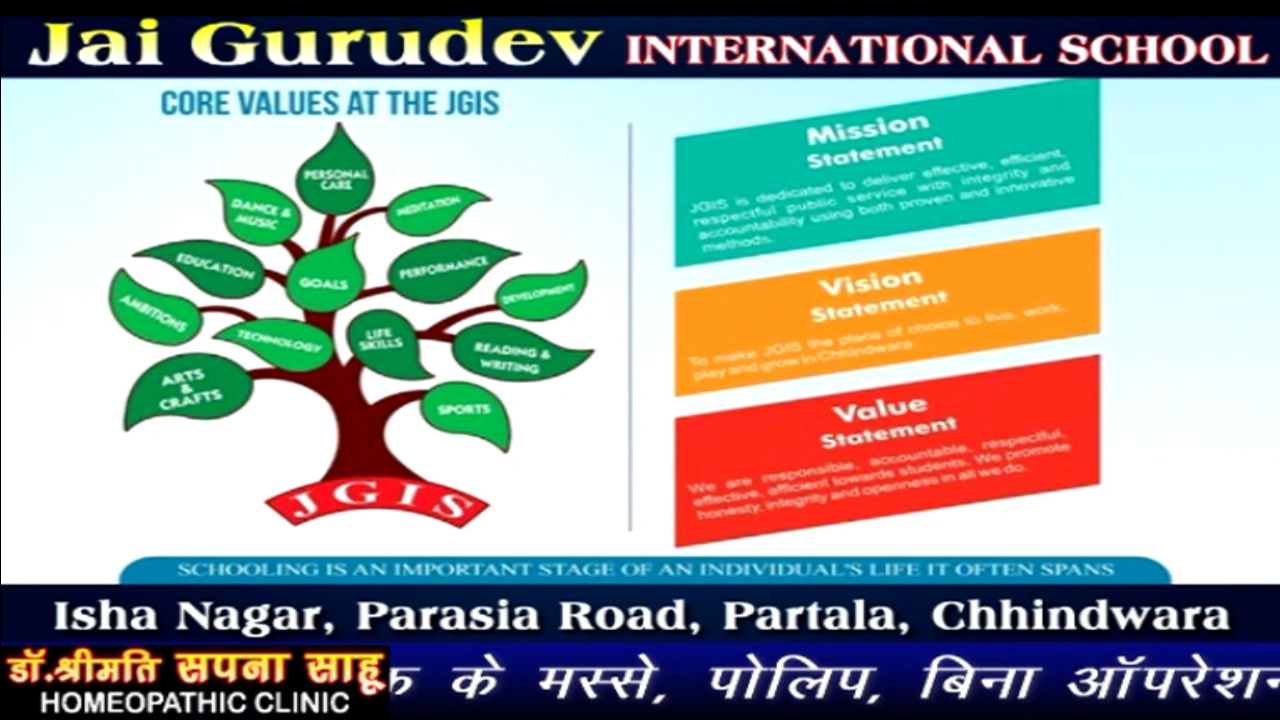 Jai Gurudev INTERNATIONAL SCHOOL
CORE VALUES AT THE JGIS
PERSONAL
CARE
DANCE &
MUSIC
MEDITATION
EDUCATION
GOALS
PERFORMANCE
AMBITIONS
DEVELOPMENT
TECHNOLOGY
LIFE
SKILLS
READING &
WRITING
ARTS
&
CRAFTS
SPORTS
JGIS
Mission
Statement
JGIS is dedicated to deliver effective, efficient,
respectful public service with integrity and
accountability using both proven and innovative
methods.
Vision
Statement
To make JGIS the place of choice to live, work,
play and grow in Chhindwara.
Value
Statement
We are responsible, accountable, respectful,
effective, efficient towards students. We promote
honesty, integrity and openness in all we do.
SCHOOLING IS AN IMPORTANT STAGE OF AN INDIVIDUAL'S LIFE IT OFTEN SPANS
Isha Nagar, Parasia Road, Partala, Chhindwara
डॉ.श्रीमति सपना साहू
HOMEOPATHIC CLINIC
के मस्से, पोलिप, बिना ऑपरेशन